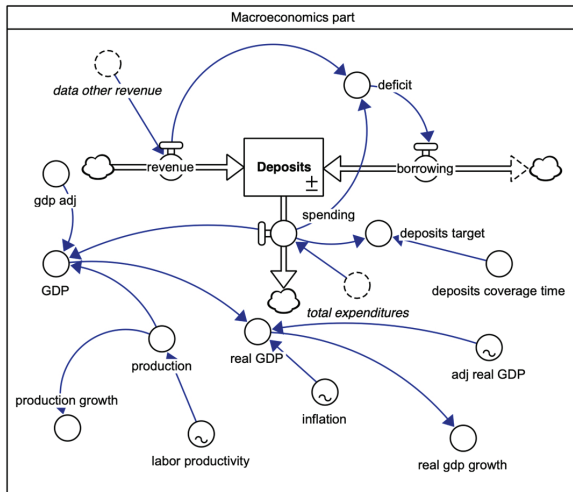 Macroeconomics part
data other revenue
deficit
revenue
Deposits
borrowing
gdp adj
spending
deposits target
GDP
deposits coverage time
total expenditures
production
real GDP
adj real GDP
production growth
inflation
labor productivity
real gdp growth